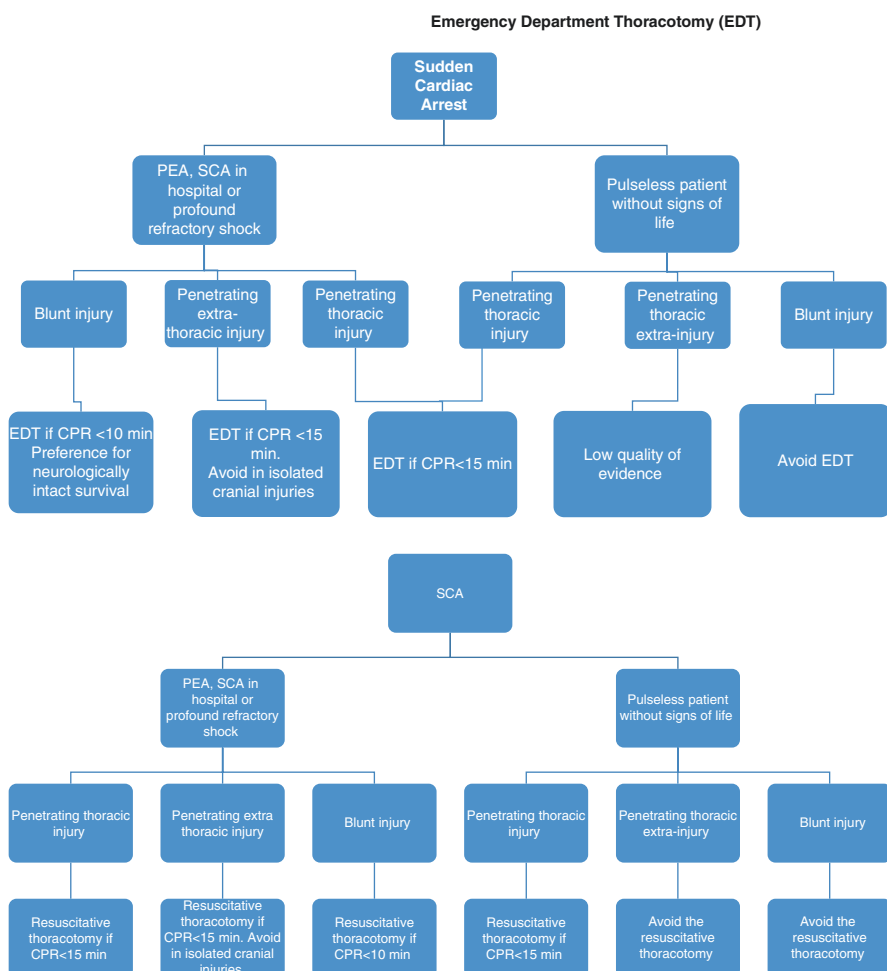 Emergency Department Thoracotomy (EDT)
Sudden
Cardiac
Arrest
PEA, SCA in
hospital or
profound
refractory shock
Pulseless patient
without signs of
life
Blunt injury
Penetrating
extra-
thoracic injury
Penetrating
thoracic
injury
Penetrating
thoracic
injury
Penetrating
thoracic
extra-injury
Blunt injury
EDT if CPR <10 min
Preference for
neurologically
intact survival
EDT if CPR <15
min.
Avoid in isolated
cranial injuries
EDT if CPR<15 min
Low quality of
evidence
Avoid EDT
SCA
PEA, SCA in
hospital or
profound refractory
shock
Pulseless patient
without signs of life
Penetrating thoracic
injury
Penetrating extra
thoracic injury
Blunt injury
Penetrating thoracic
injury
Penetrating thoracic
extra-injury
Blunt injury
Resuscitative
thoracotomy if
CPR<15 min
Resuscitative
thoracotomy if
CPR<15 min. Avoid
in isolated cranial
injuries
Resuscitative
thoracotomy if
CPR<10 min
Resuscitative
thoracotomy if
CPR<15 min
Avoid the
resuscitative
thoracotomy
Avoid the
resuscitative
thoracotomy